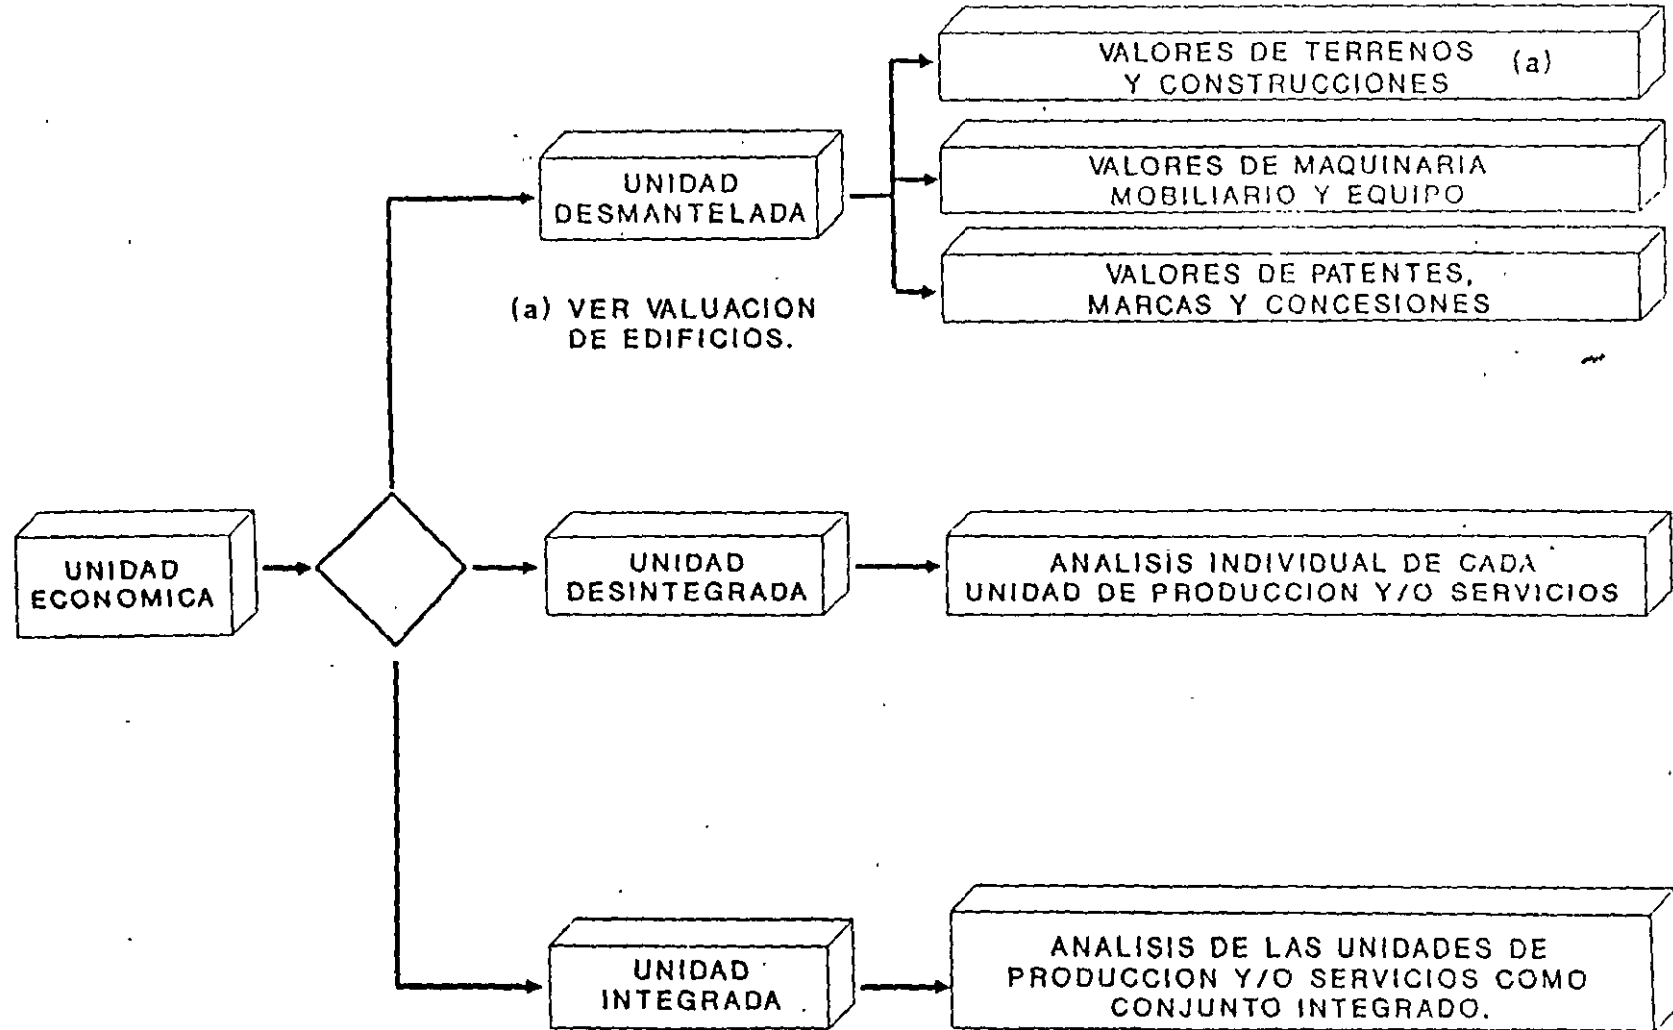 VALORES DE TERRENOS (a)
Y CONSTRUCCIONES
UNIDAD
DESMANTELADA
VALORES DE MAQUINARIA
MOBILIARIO Y EQUIPO
VALORES DE PATENTES,
MARCAS Y CONCESIONES
(a) VER VALUACION
DE EDIFICIOS.
UNIDAD
ECONOMICA
UNIDAD
DESINTEGRADA
ANALISIS INDIVIDUAL DE CADA
UNIDAD DE PRODUCCION Y/O SERVICIOS
UNIDAD
INTEGRADA
ANALISIS DE LAS UNIDADES DE
PRODUCCION Y/O SERVICIOS COMO
CONJUNTO INTEGRADO.